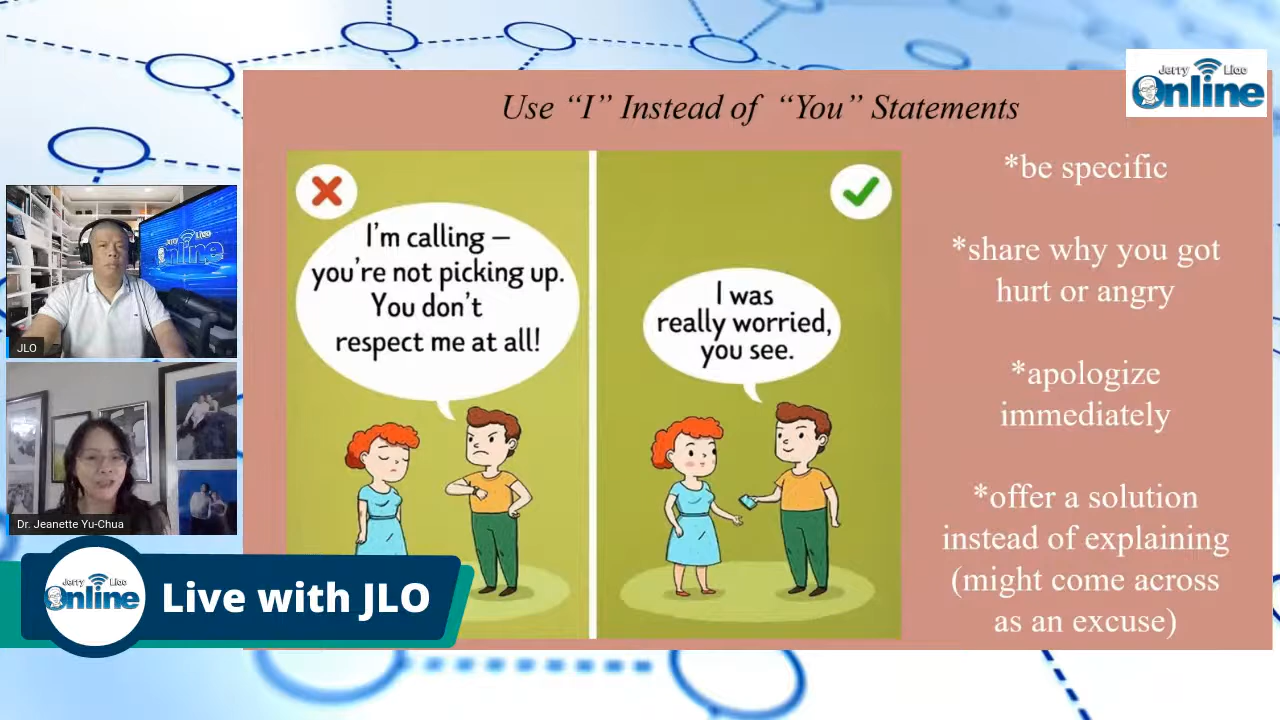 Use “I” Instead of “You” Statements
Jerry Liao
Online
I'm calling –
you're not picking up.
You don't
respect me at all!
I was
really worried,
you see.
*be specific
*share why you got
hurt or angry
*apologize
immediately
*offer a solution
instead of explaining
(might come across
as an excuse)
Jerry Liao
Online
JLO
Dr. Jeanette Yu-Chua
Jerry Liao
Online
Live with JLO